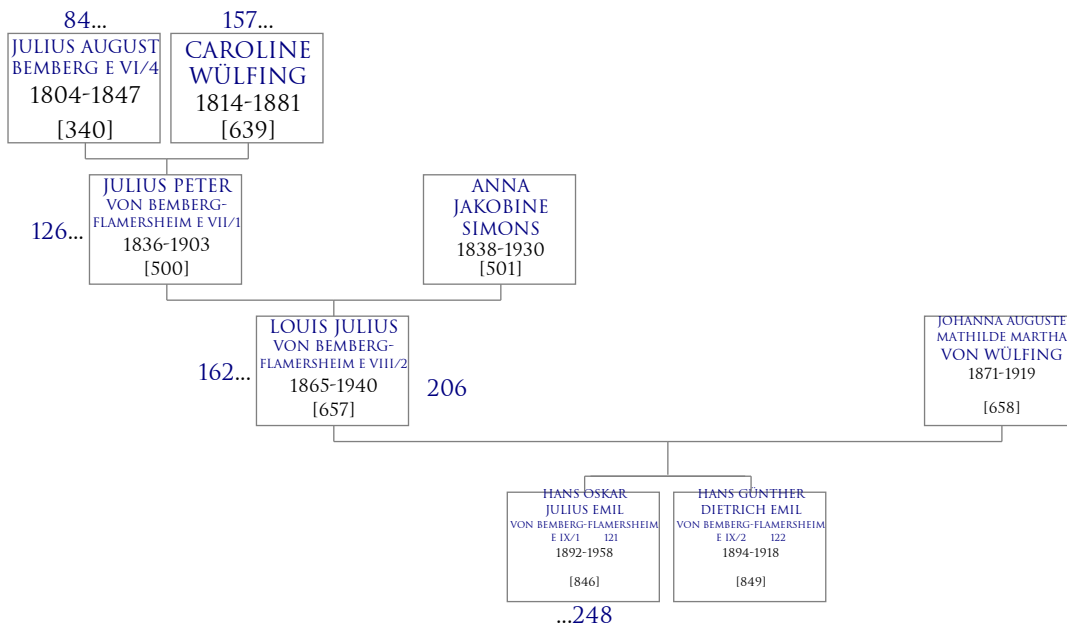 84...
JULIUS AUGUST
BEMBERG E VI/4
1804-1847
[340]
157...
CAROLINE
WÜLFING
1814-1881
[639]
126...
JULIUS PETER
VON BEMBERG-
FLAMERSHEIM E VII/1
1836-1903
[500]
ANNA
JAKOBINE
SIMONS
1838-1930
[501]
162...
LOUIS JULIUS
VON BEMBERG-
FLAMERSHEIM E VIII/2
1865-1940
[657]
206
JOHANNA AUGUSTE
MATHILDE MARTHA
VON WÜLFING
1871-1919
[658]
HANS OSKAR
JULIUS EMIL
VON BEMBERG-FLAMERSHEIM
E IX/1 121
1892-1958
[846]
...248
HANS GÜNTHER
DIETRICH EMIL
VON BEMBERG-FLAMERSHEIM
E IX/2 122
1894-1918
[849]